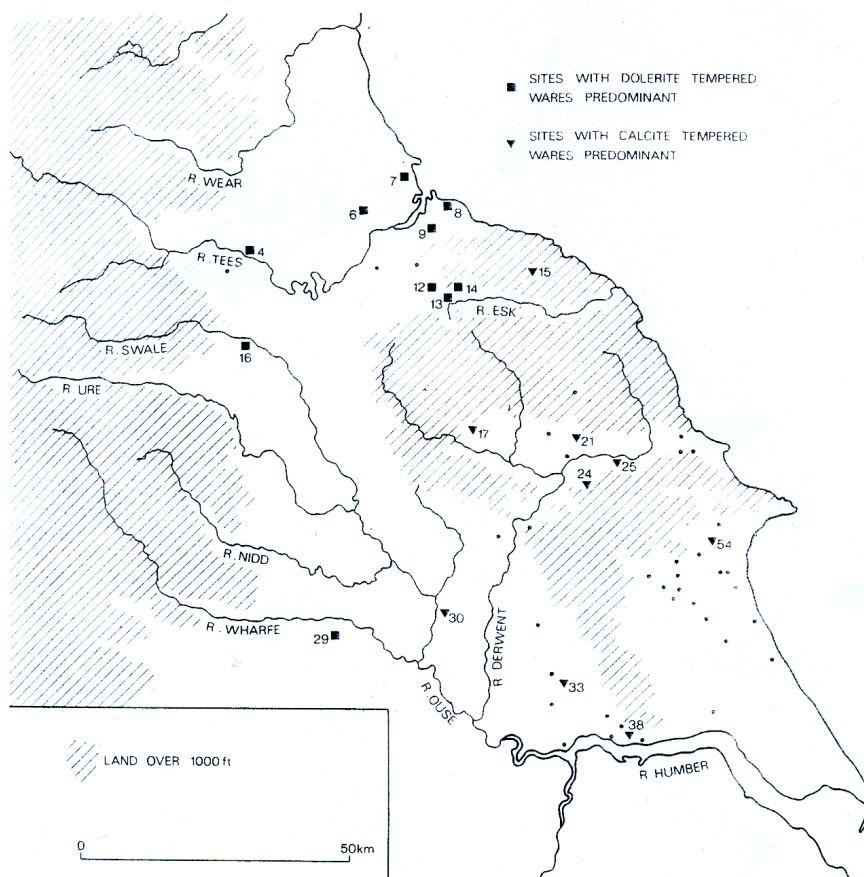 SITES WITH DOLERITE TEMPERED
WARES PREDOMINANT
SITES WITH CALCITE TEMPERED
WARES PREDOMINANT
R. WEAR
7
6
8
9
4
R. TEES
15
12
14
13
R. ESK
R. SWALE
16
R. URE
17
21
24
25
54
R. NIDD
30
R. WHARFE
29
R. DERWENT
33
R. OUSE
38
R HUMBER
LAND OVER 1000 ft
0
50km